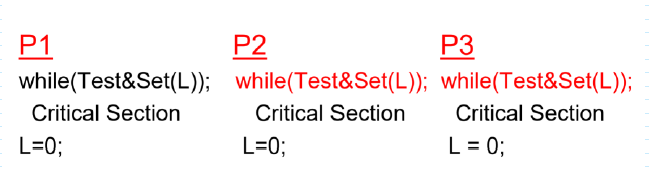 P1 P2 P3
while(Test&Set(L)); while(Test&Set(L)); while(Test&Set(L));
Critical Section Critical Section Critical Section
L=0; L=0; L = 0;